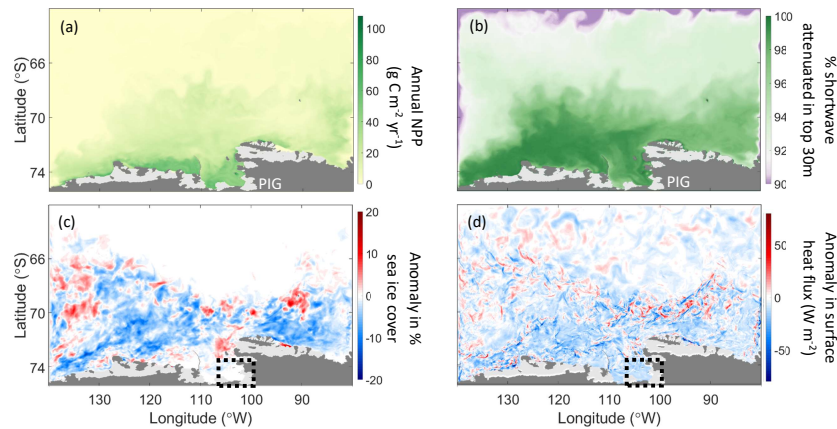 (a)
Latitude (°S)
66
70
74
PIG
100
80
60
40
20
0
Annual NPP
(g C m⁻² yr⁻¹)
(b)
PIG
100
98
96
94
92
90
% shortwave
attenuated in top 30m
(c)
Latitude (°S)
66
70
74
130 120 110 100 90
Longitude (°W)
20
10
0
-10
-20
Anomaly in %
sea ice cover
(d)
130 120 110 100 90
Longitude (°W)
50
0
-50
Anomaly in surface
heat flux (W m⁻²)